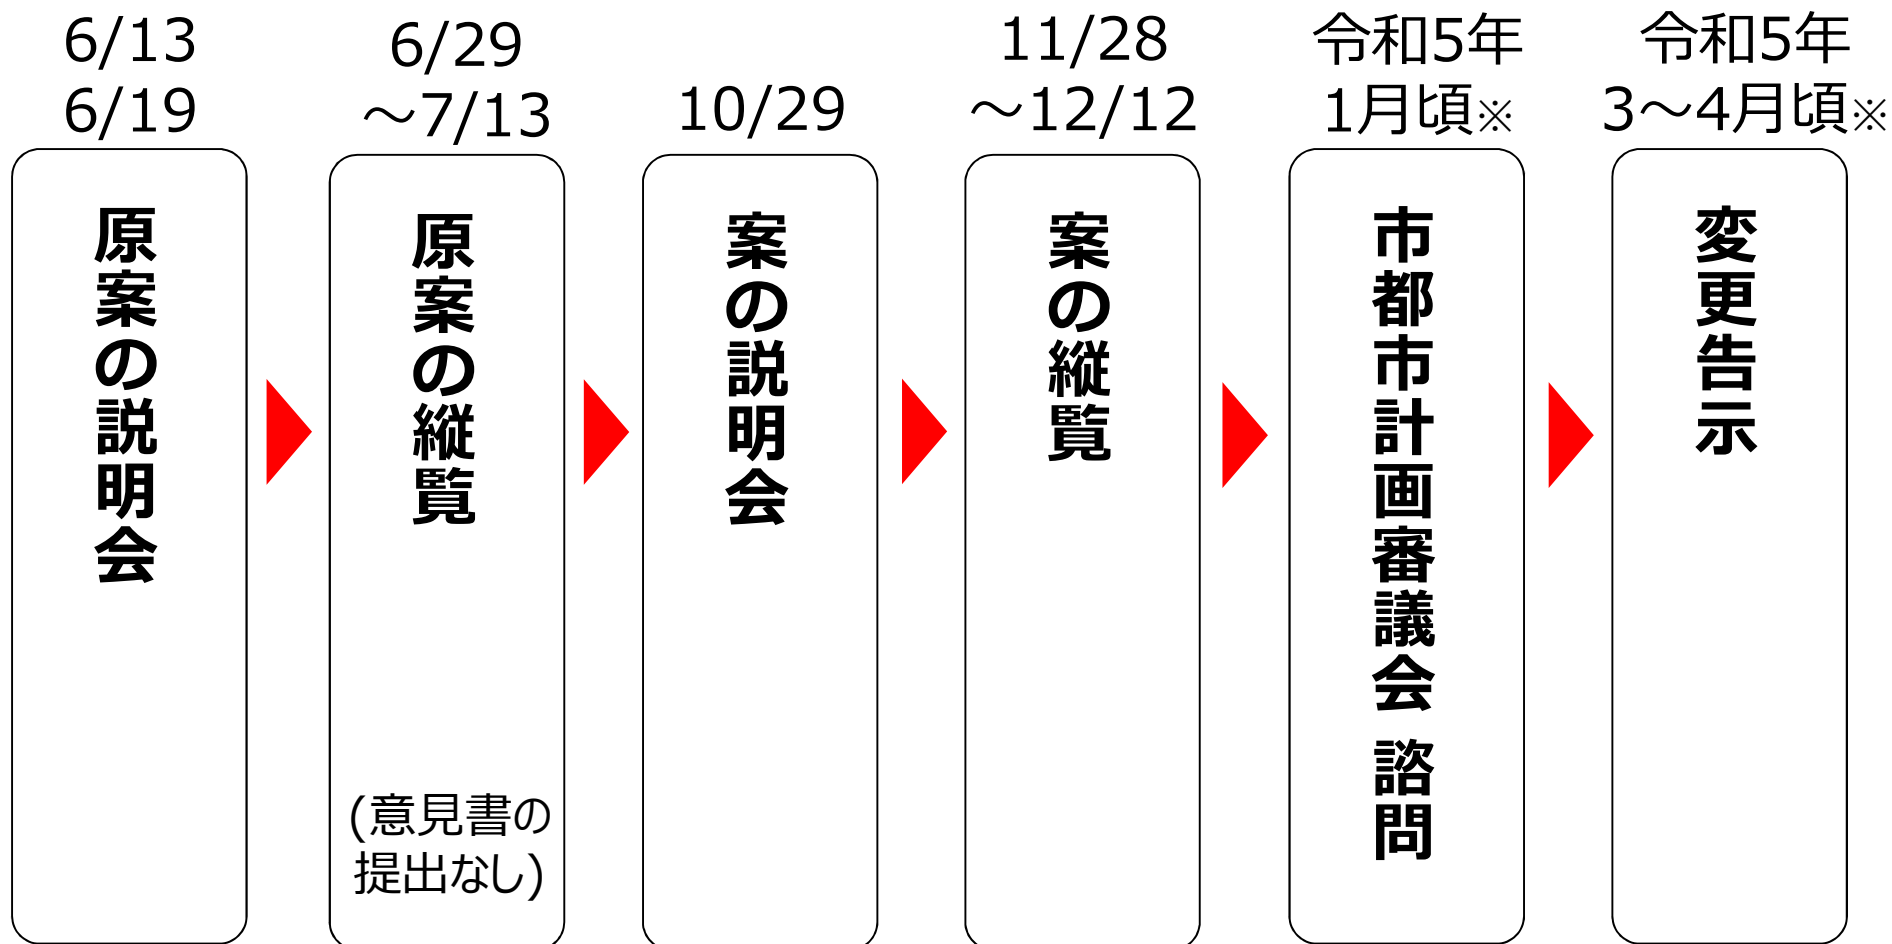 6/13
6/19
原案の説明会
6/29
～7/13
原案の縦覧
(意見書の
提出なし)
10/29
案の説明会
11/28
～12/12
案の縦覧
令和5年
1月頃※
市都市計画審議会 諮問
令和5年
3～4月頃※
変更告示